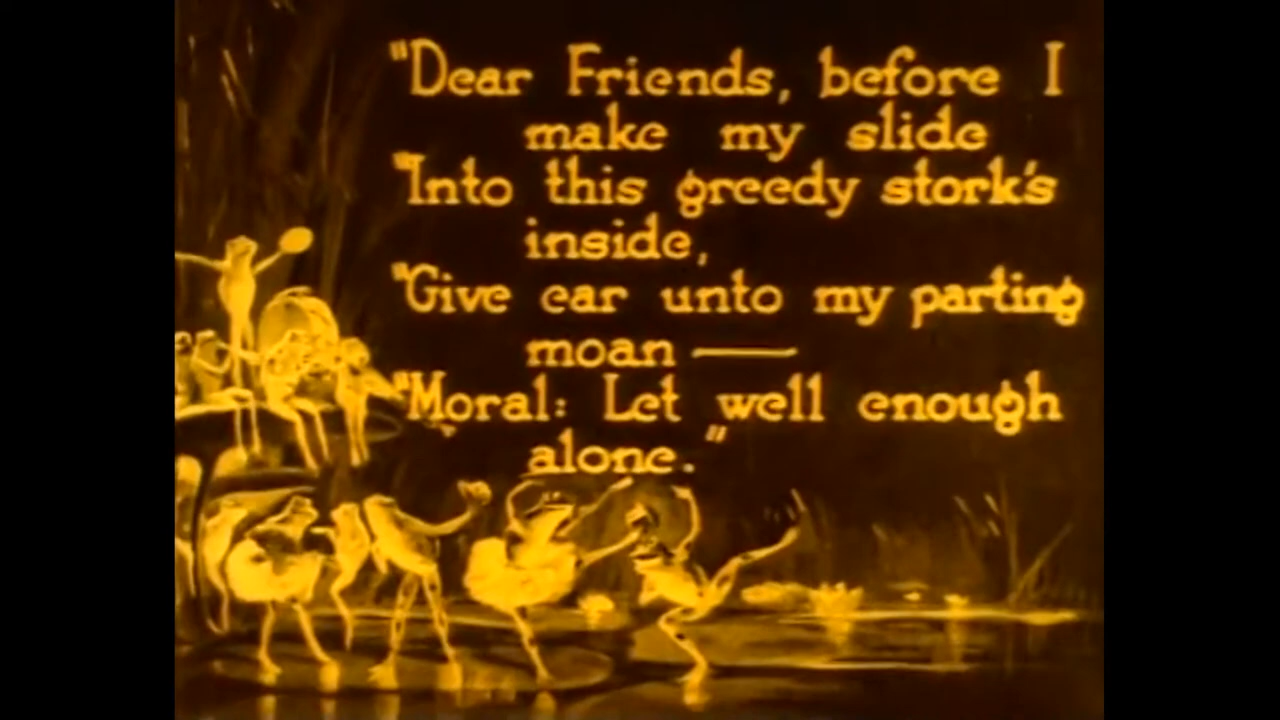 "Dear Friends, before I
make my slide
"Into this greedy stork's
inside,
"Give ear unto my parting
moan —
"Moral: Let well enough
alone."